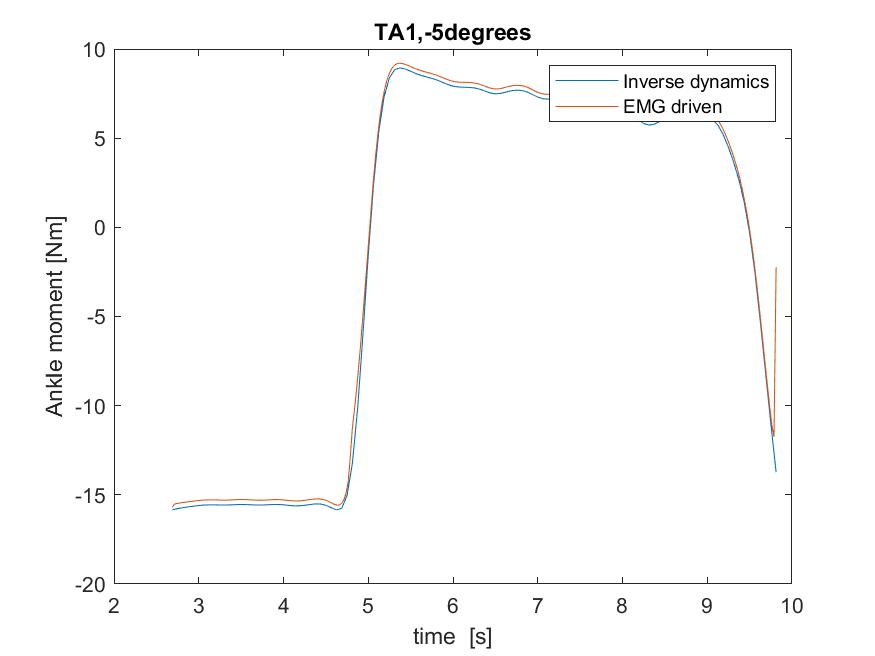 TA1,-5degrees
10
5
0
-5
-10
-15
-20
Ankle moment [Nm]
Inverse dynamics
EMG driven
2 3 4 5 6 7 8 9 10
time [s]